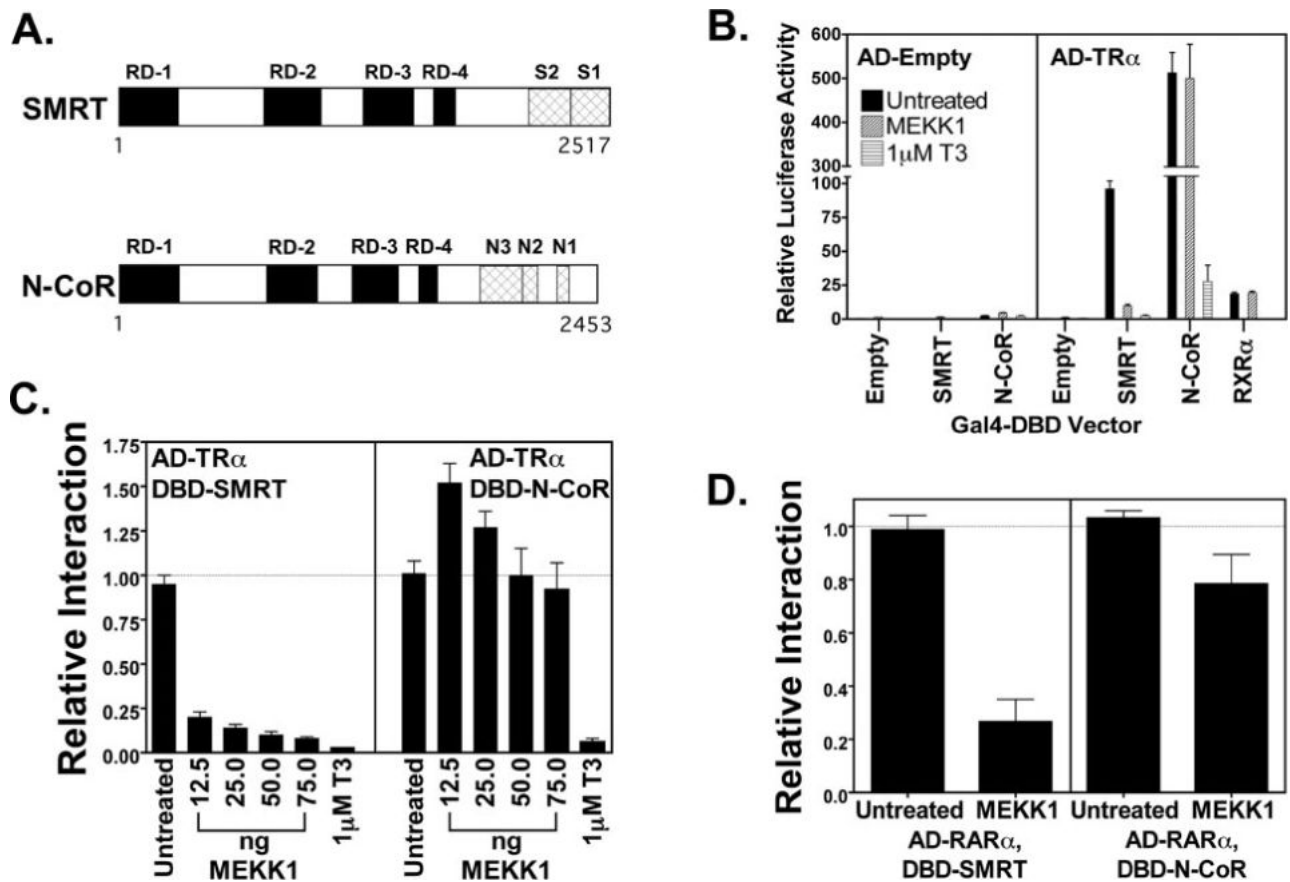 A.
RD-1 RD-2 RD-3 RD-4 S2 S1
SMRT
1 2517
RD-1 RD-2 RD-3 RD-4 N3 N2 N1
N-CoR
1 2453
B.
Relative Luciferase Activity
600
500
400
300
100
75
50
25
0
AD-Empty
AD-TRα
Untreated
MEKK1
1μM T3
Empty
SMRT
N-CoR
Empty
SMRT
N-CoR
RXRα
Gal4-DBD Vector
C.
Relative Interaction
1.75
1.50
1.25
1.00
0.75
0.50
0.25
0.00
AD-TRα
DBD-SMRT
AD-TRα
DBD-N-CoR
Untreated
12.5
25.0
50.0
75.0
1μM T3
ng
MEKK1
Untreated
12.5
25.0
50.0
75.0
1μM T3
ng
MEKK1
D.
Relative Interaction
1.0
0.8
0.6
0.4
0.2
0.0
Untreated MEKK1 Untreated MEKK1
AD-RARα,
DBD-SMRT
AD-RARα,
DBD-N-CoR